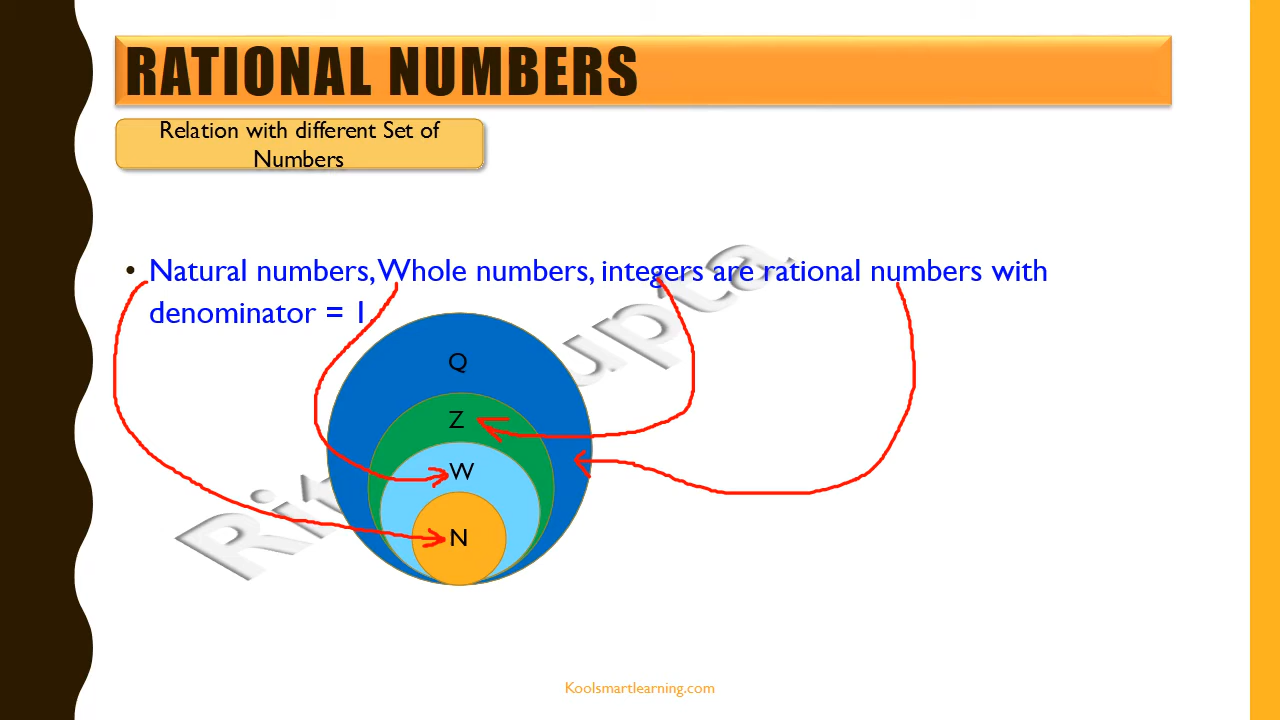 RATIONAL NUMBERS
Relation with different Set of
Numbers
• Natural numbers, Whole numbers, integers are rational numbers with
denominator = 1
Q
Z
W
N
Koolsmartlearning.com